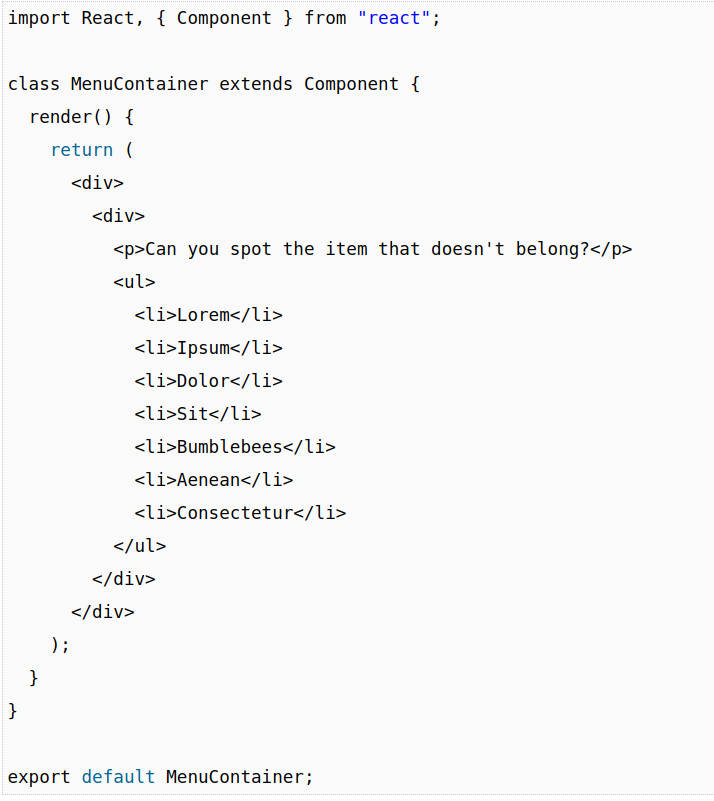 import React, { Component } from "react";
class MenuContainer extends Component {
  render() {
    return (
      <div>
        <div>
          <p>Can you spot the item that doesn't belong?</p>
          <ul>
            <li>Lorem</li>
            <li>Ipsum</li>
            <li>Dolor</li>
            <li>Sit</li>
            <li>Bumblebees</li>
            <li>Aenean</li>
            <li>Consectetur</li>
          </ul>
        </div>
      </div>
    );
  }
}
export default MenuContainer;